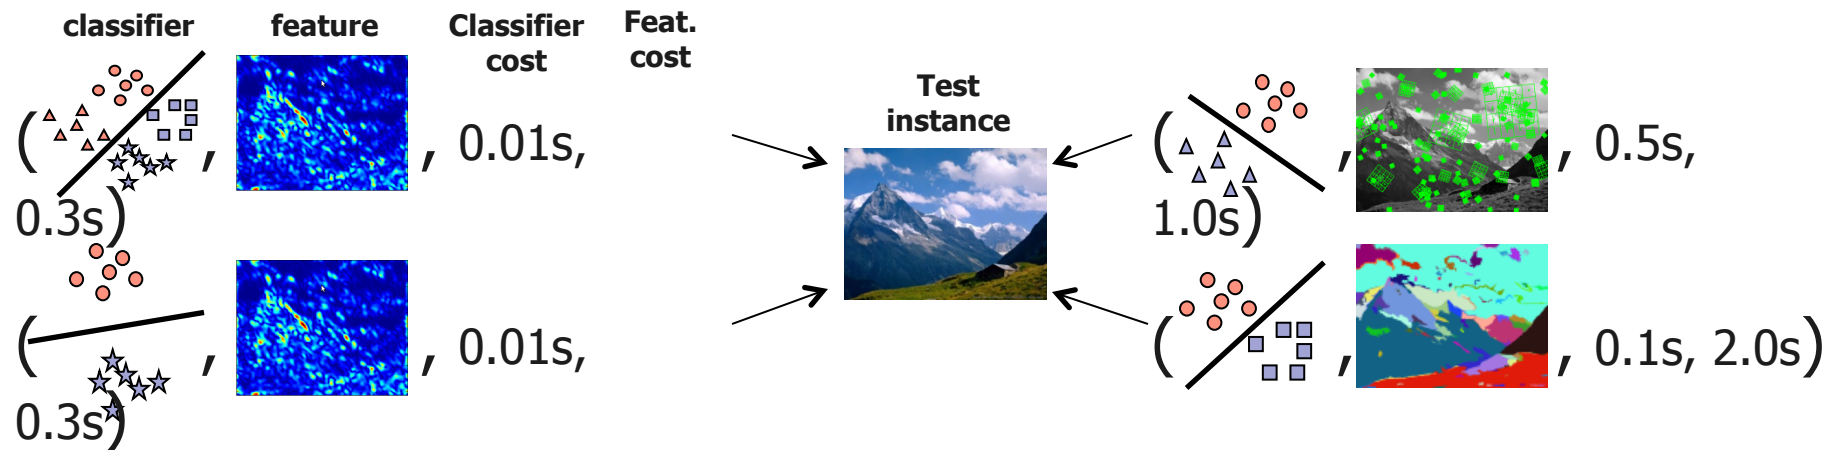 classifier feature Classifier cost Feat. cost
( , , 0.01s,
0.3s)
( , , 0.01s,
0.3s)
Test
instance
( , , 0.5s,
1.0s)
( , , 0.1s, 2.0s)